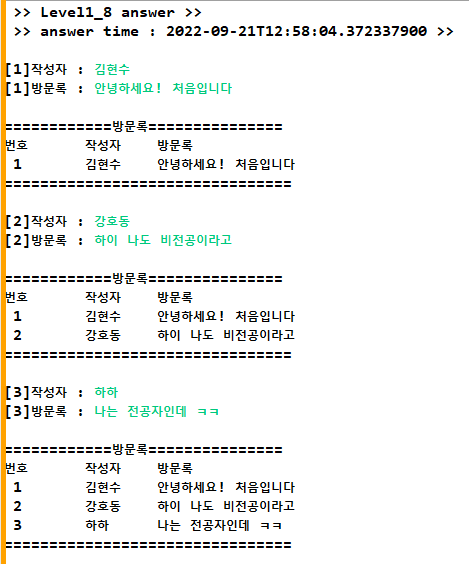 >> Level1_8 answer >>
>> answer time : 2022-09-21T12:58:04.372337900 >>
[1]작성자 : 김현수
[1]방문록 : 안녕하세요! 처음입니다
============방문록===============
번호 작성자 방문록
1 김현수 안녕하세요! 처음입니다
================================
[2]작성자 : 강호동
[2]방문록 : 하이 나도 비전공이라고
============방문록===============
번호 작성자 방문록
1 김현수 안녕하세요! 처음입니다
2 강호동 하이 나도 비전공이라고
================================
[3]작성자 : 하하
[3]방문록 : 나는 전공자인데 ㅋㅋ
============방문록===============
번호 작성자 방문록
1 김현수 안녕하세요! 처음입니다
2 강호동 하이 나도 비전공이라고
3 하하 나는 전공자인데 ㅋㅋ
================================